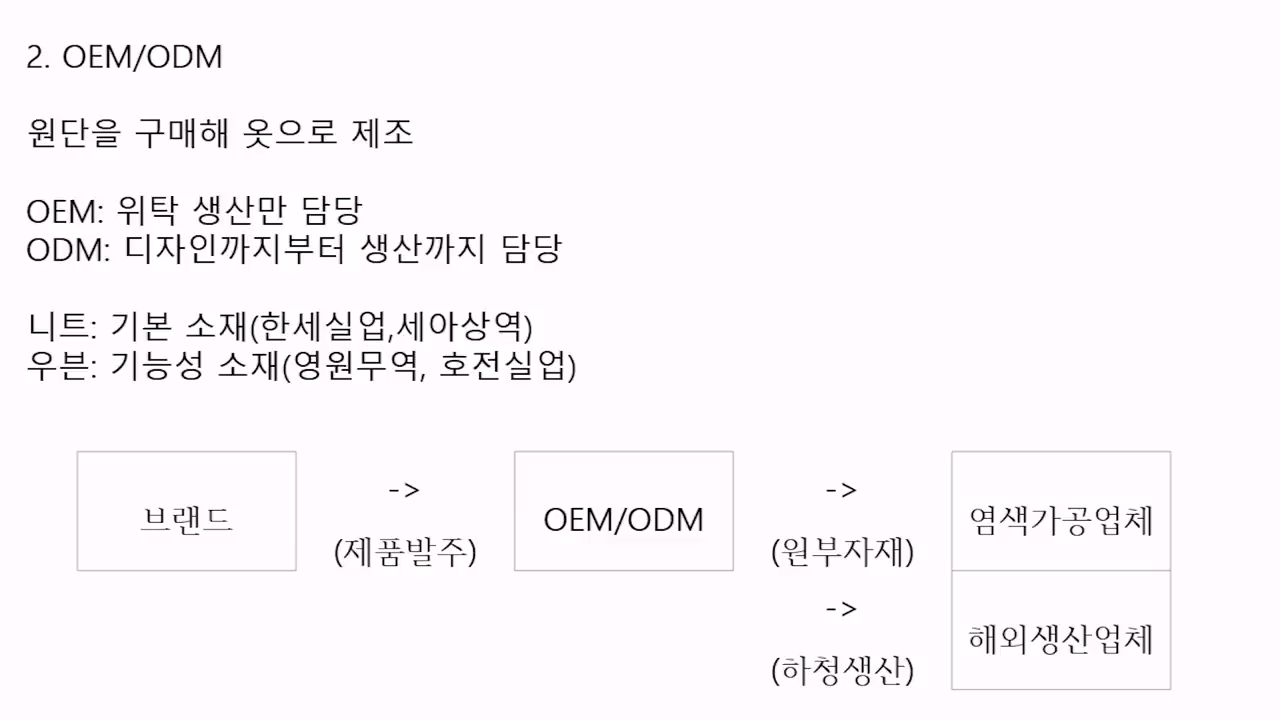 2. OEM/ODM
원단을 구매해 옷으로 제조
OEM: 위탁 생산만 담당
ODM: 디자인까지부터 생산까지 담당
니트: 기본 소재(한세실업,세아상역)
우븐: 기능성 소재(영원무역, 호전실업)
브랜드
->
(제품발주)
OEM/ODM
->
(원부자재)
염색가공업체
->
(하청생산)
해외생산업체